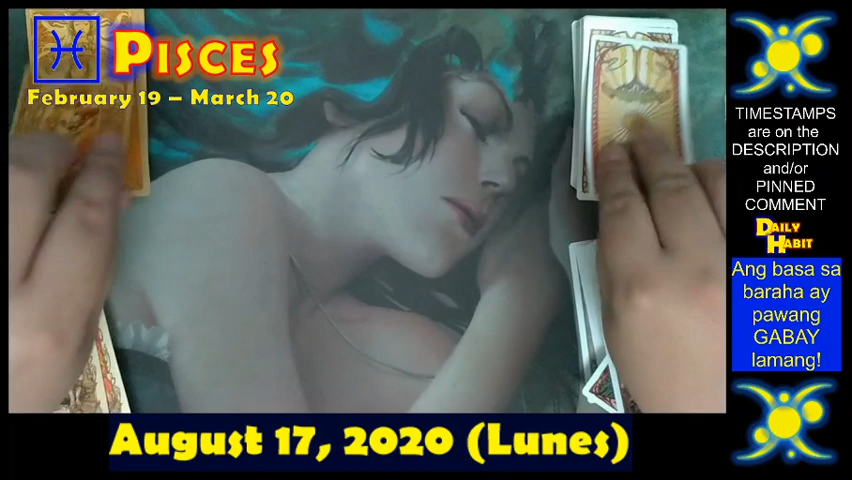 ♓ PISCES
February 19 – March 20
TIMESTAMPS
are on the
DESCRIPTION
and/or
PINNED
COMMENT
DAILY
HABIT
Ang basa sa
baraha ay
pawang
GABAY
lamang!
August 17, 2020 (Lunes)